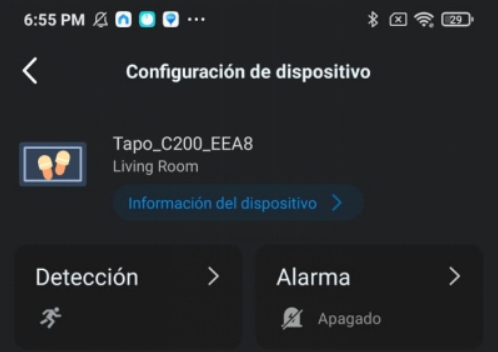 6:55 PM 29
Configuración de dispositivo
Tapo_C200_EEA8
Living Room
Información del dispositivo
Detección
Alarma
Apagado